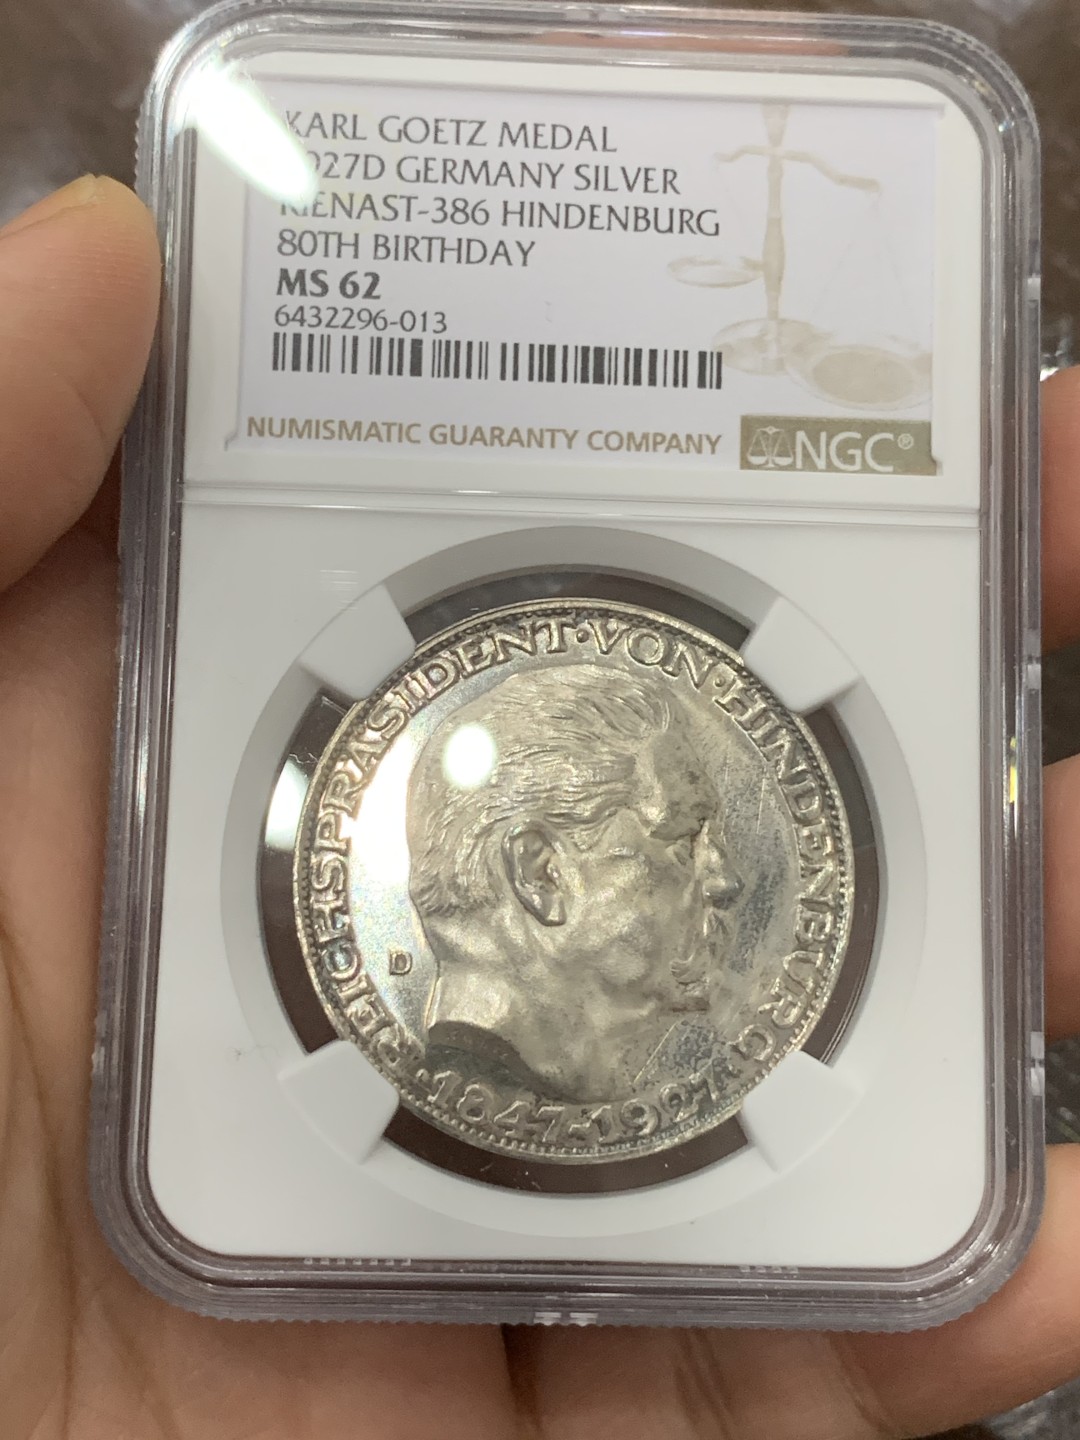 KARL GOETZ MEDAL
1927D GERMANY SILVER
KIENAST-386 HINDENBURG
80TH BIRTHDAY
MS 62
6432296-013
NUMISMATIC GUARANTY COMPANY
NGC®
REICHSPRÄSIDENT·VON·HINDENBURG
D
·1847-1927·